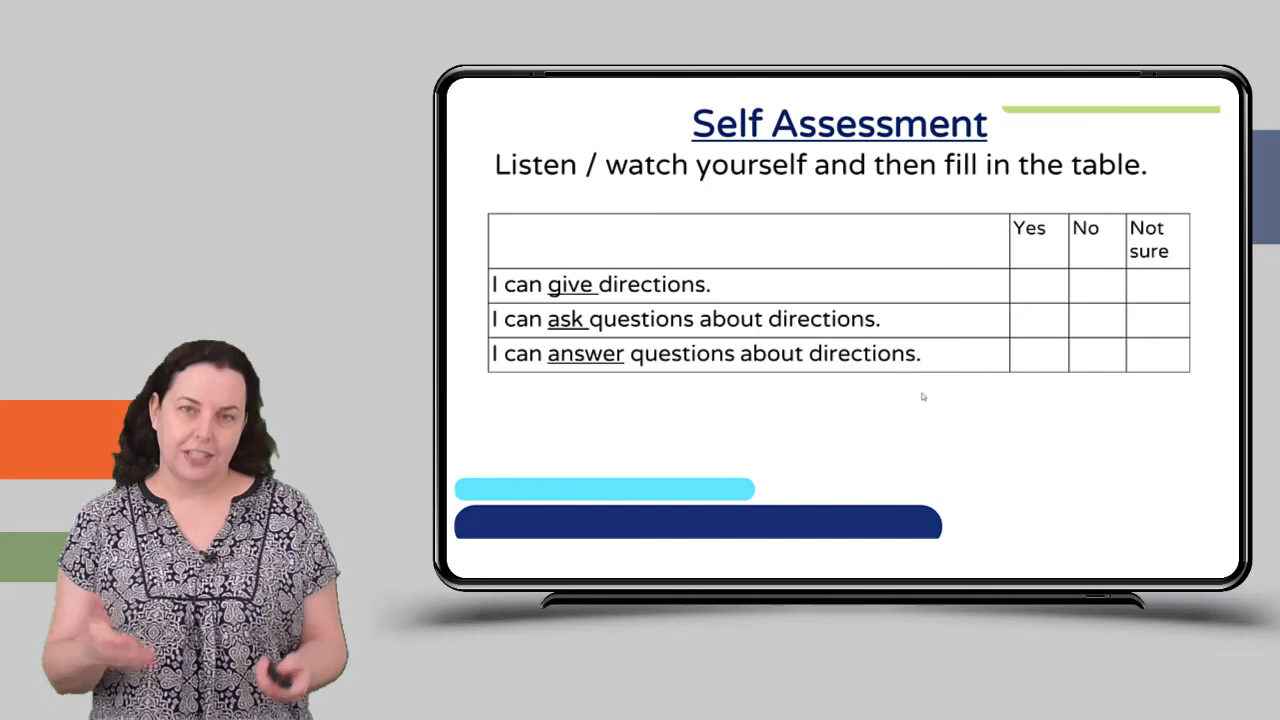 Self Assessment
Listen / watch yourself and then fill in the table.
Yes No Not
sure
I can give directions.
I can ask questions about directions.
I can answer questions about directions.